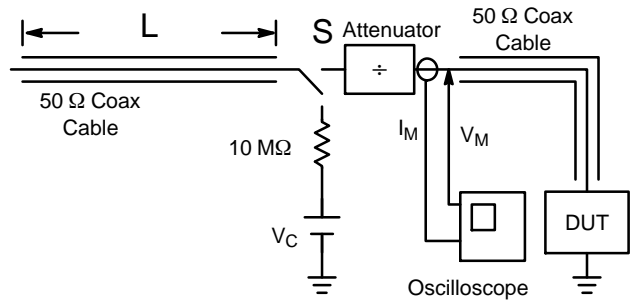 L
S
Attenuator
÷
50 Ω Coax
Cable
50 Ω Coax
Cable
10 MΩ
I_M
V_M
V_C
DUT
Oscilloscope